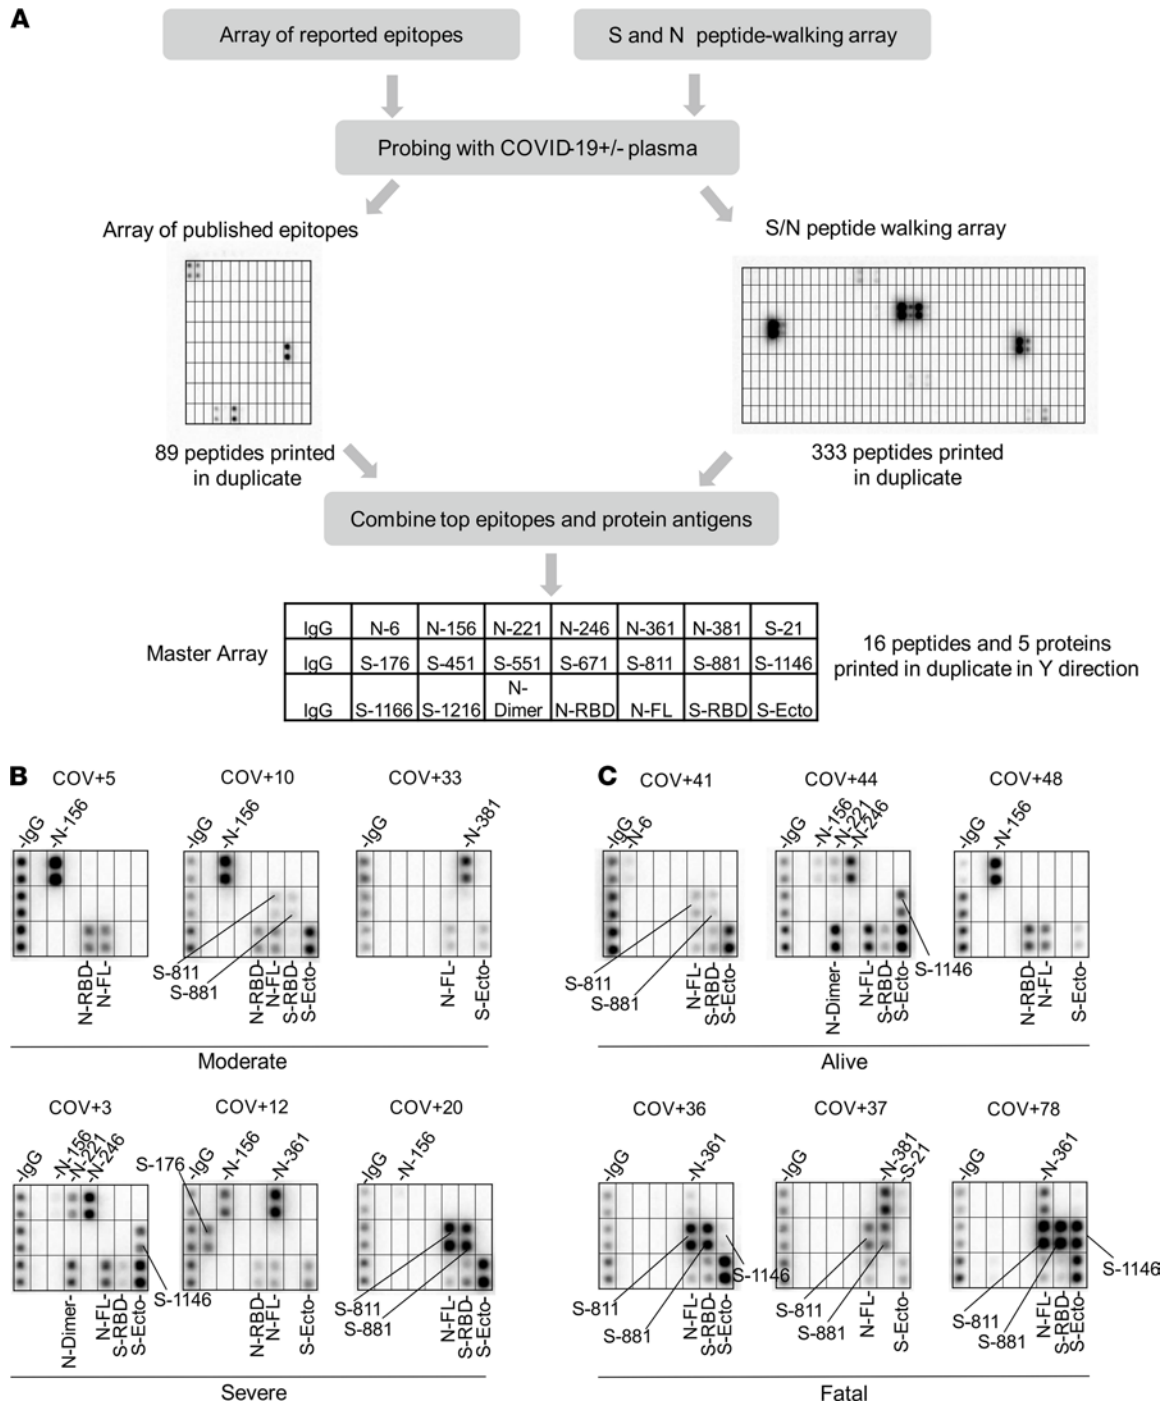 A
Array of reported epitopes
S and N peptide-walking array
Probing with COVID-19+/- plasma
Array of published epitopes
S/N peptide walking array
89 peptides printed
in duplicate
333 peptides printed
in duplicate
Combine top epitopes and protein antigens
Master Array
IgG N-6 N-156 N-221 N-246 N-361 N-381 S-21
IgG S-176 S-451 S-551 S-671 S-811 S-881 S-1146
IgG S-1166 S-1216 N-Dimer N-RBD N-FL S-RBD S-Ecto
16 peptides and 5 proteins
printed in duplicate in Y direction
B
COV+5
-IgG
-N-156
N-RBD-
N-FL-
COV+10
-IgG
-N-156
S-811
S-881
N-RBD-
N-FL-
S-RBD-
S-Ecto-
COV+33
-N-381
N-FL-
S-Ecto-
Moderate
COV+3
-IgG
-N-156
-N-221
-N-246
S-1146
N-Dimer-
N-FL-
S-RBD-
S-Ecto-
COV+12
S-176
-IgG
-N-156
-N-361
N-RBD-
N-FL-
COV+20
-IgG
-N-156
S-811
S-881
N-FL-
S-RBD-
S-Ecto-
Severe
C
COV+41
-IgG
-N-6
S-811
S-881
N-FL-
S-RBD-
S-Ecto-
COV+44
-IgG
-N-156
-N-221
-N-246
S-1146
N-Dimer-
N-FL-
S-RBD-
S-Ecto-
COV+48
-IgG
-N-156
N-RBD-
N-FL-
S-Ecto-
Alive
COV+36
-IgG
-N-361
S-1146
S-811
S-881
N-FL-
S-RBD-
S-Ecto-
COV+37
-IgG
-N-381
-S-21
S-811
S-881
N-FL-
S-Ecto-
COV+78
-IgG
-N-361
S-1146
S-811
S-881
N-FL-
S-RBD-
S-Ecto-
Fatal